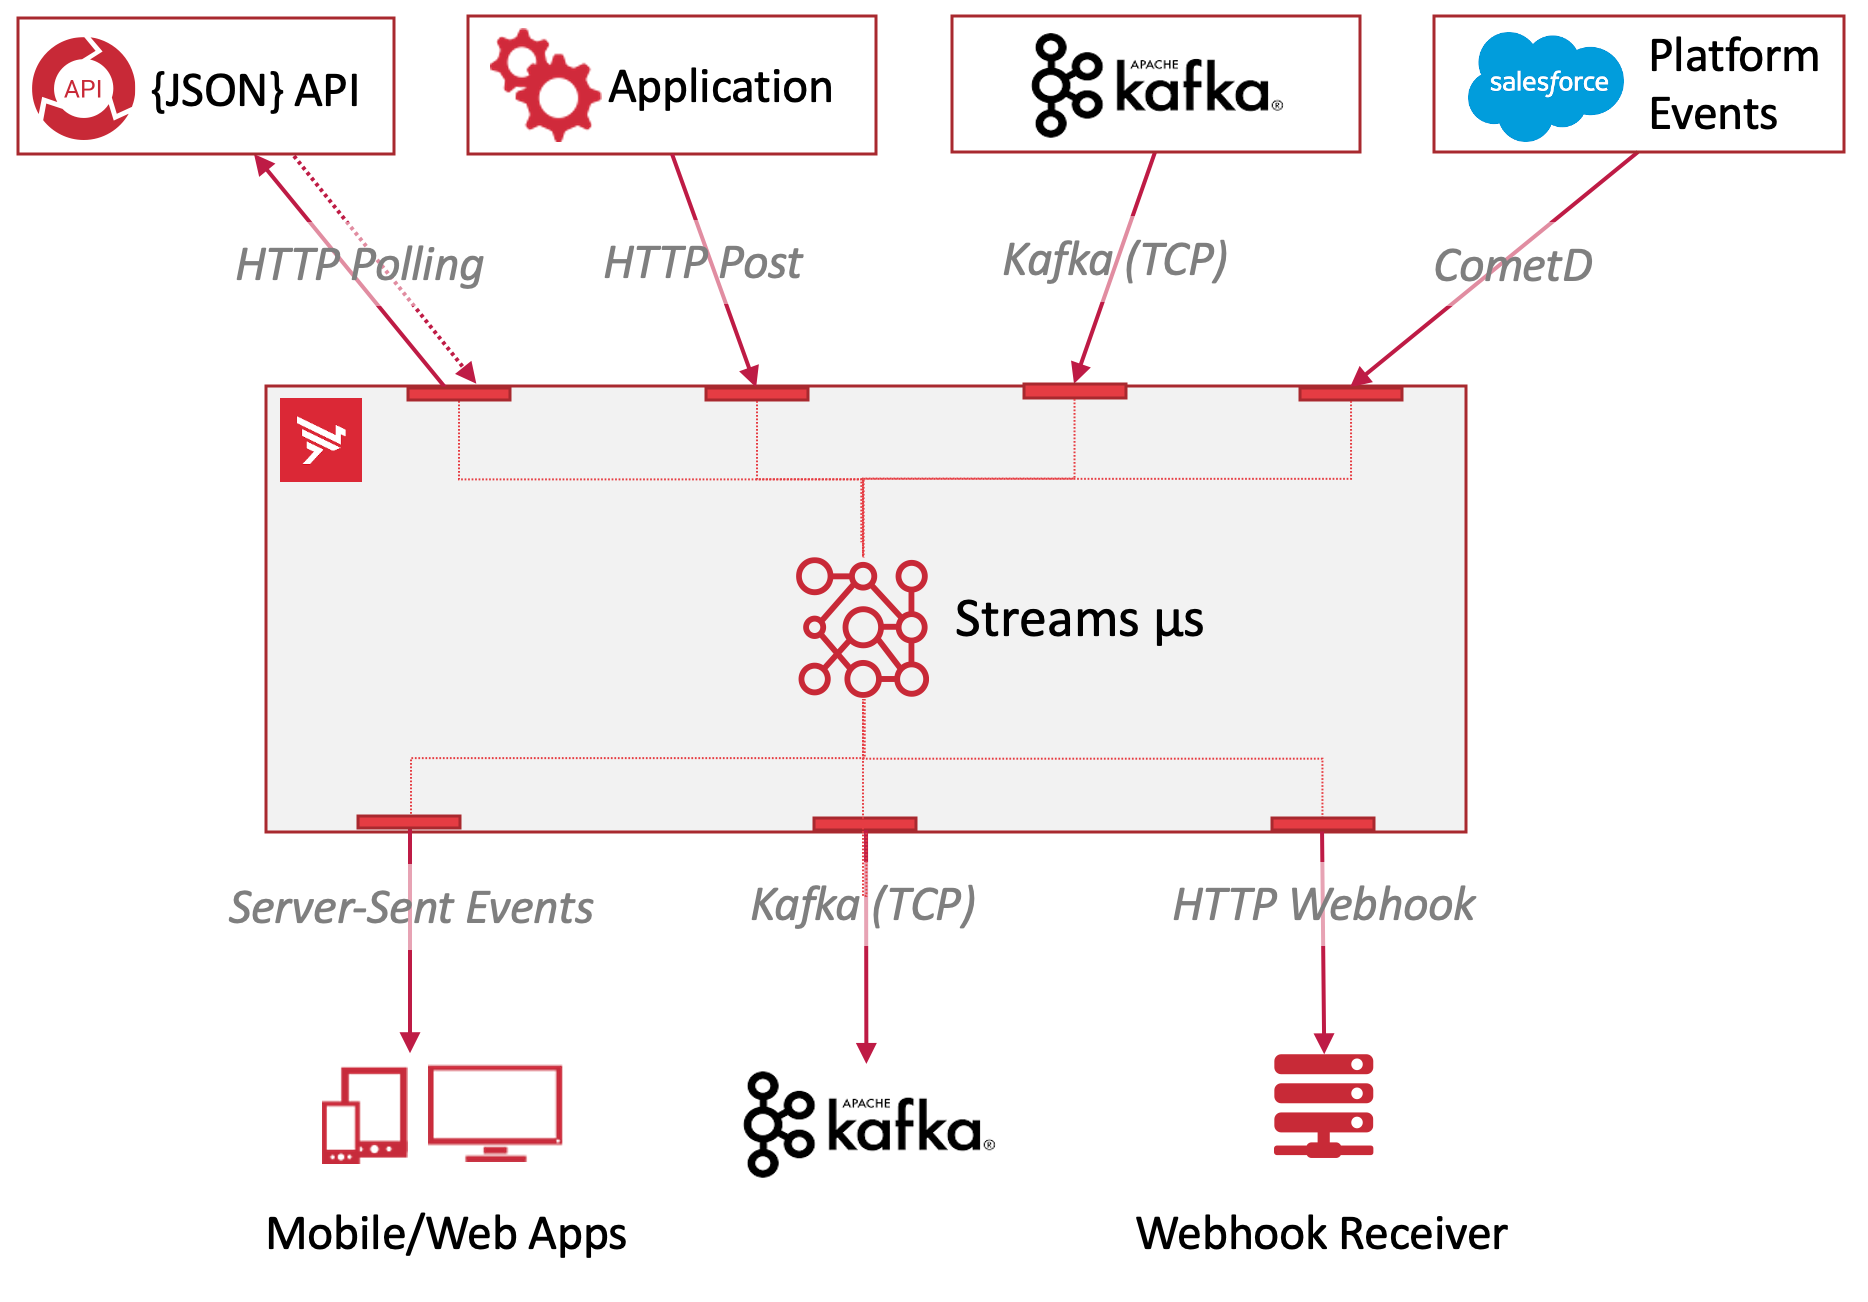 API
{JSON} API
Application
APACHE
kafka®
salesforce
Platform
Events
HTTP Polling
HTTP Post
Kafka (TCP)
CometD
Streams µs
Server-Sent Events
Kafka (TCP)
HTTP Webhook
APACHE
kafka®
Mobile/Web Apps
Webhook Receiver